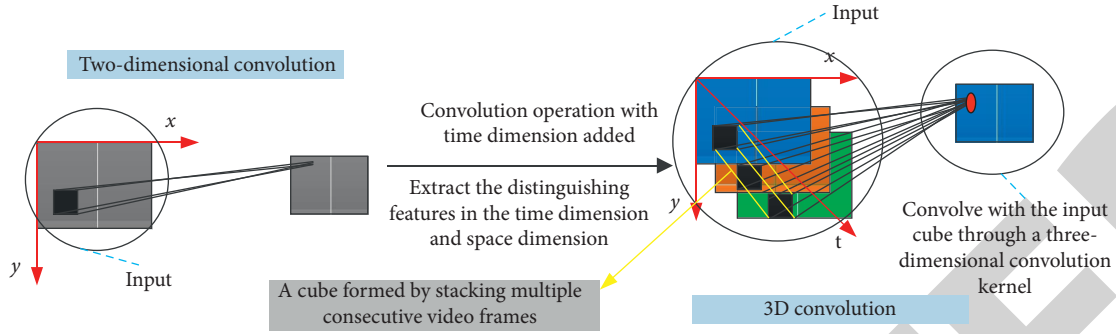 Two-dimensional convolution
x
y
Input
Convolution operation with
time dimension added
Extract the distinguishing
features in the time dimension
and space dimension
A cube formed by stacking multiple
consecutive video frames
Input
x
y
t
3D convolution
Convolve with the input
cube through a three-
dimensional convolution
kernel